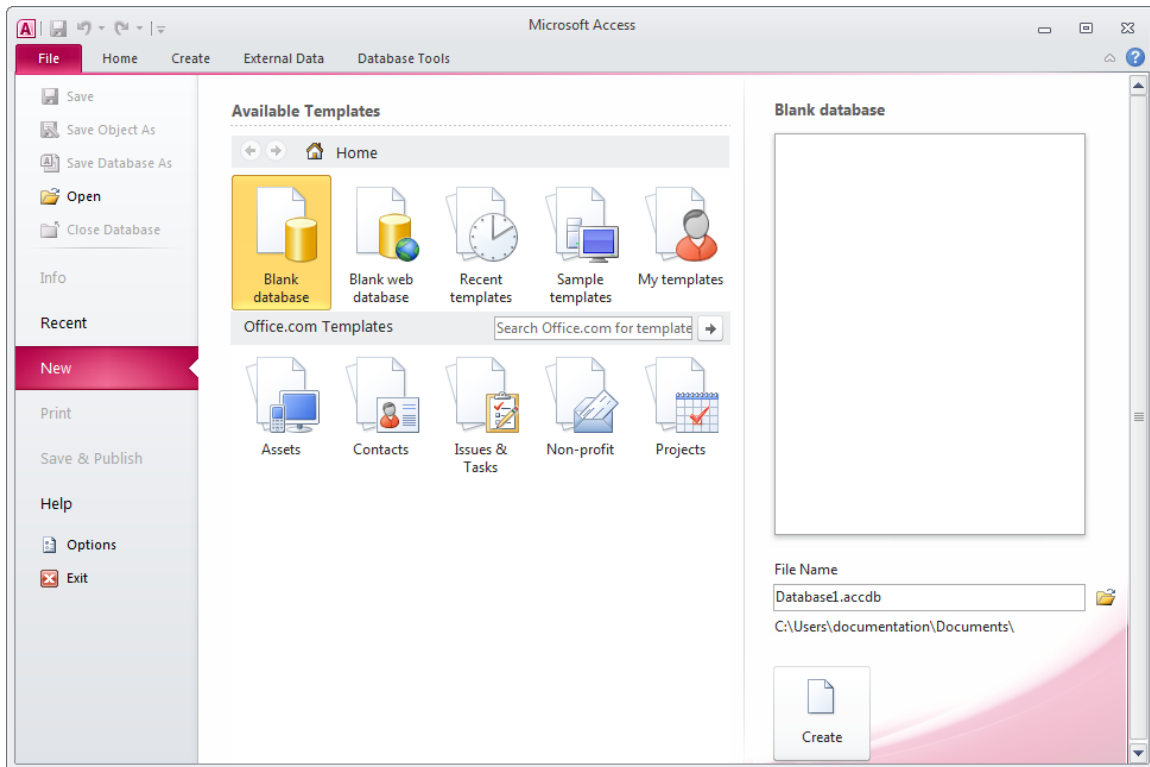 A
Microsoft Access
File Home Create External Data Database Tools
?
Save
Save Object As
Save Database As
Open
Close Database
Info
Recent
New
Print
Save & Publish
Help
Options
Exit
Available Templates
Home
Blank
database
Blank web
database
Recent
templates
Sample
templates
My templates
Office.com Templates
Search Office.com for template
Assets
Contacts
Issues &
Tasks
Non-profit
Projects
Blank database
File Name
Database1.accdb
C:\Users\documentation\Documents\
Create